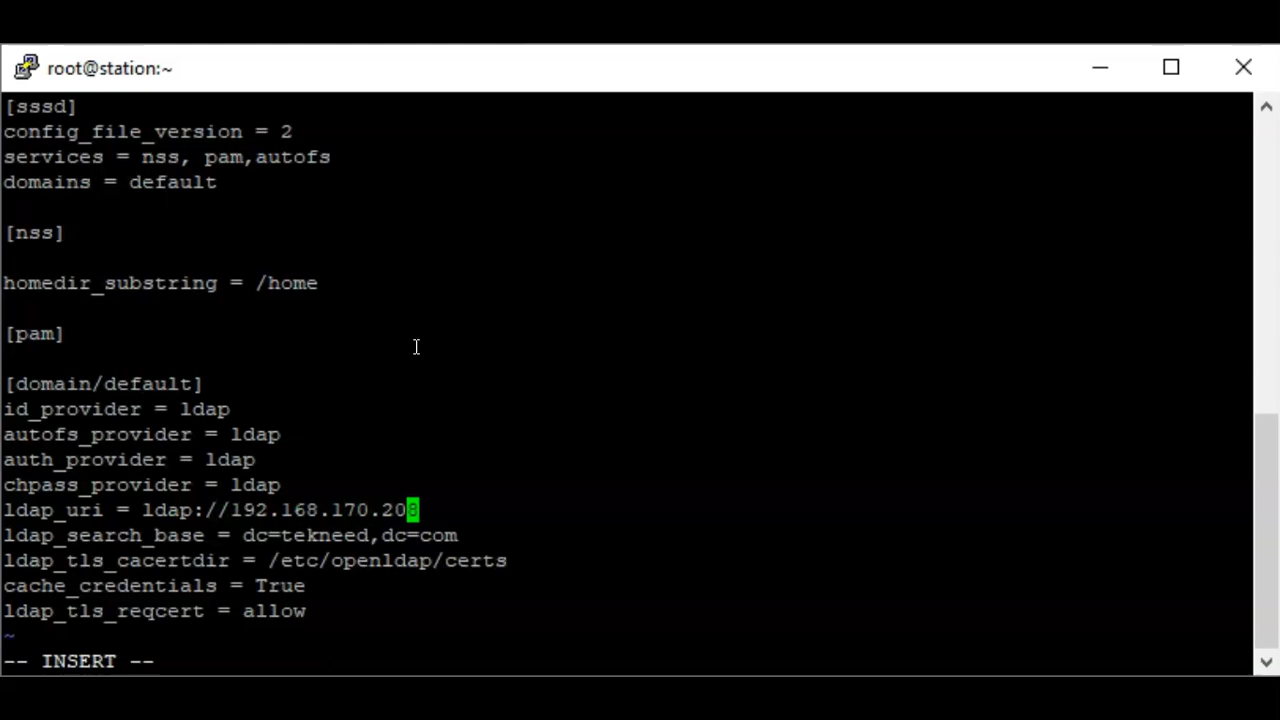 root@station:~
[sssd]
config_file_version = 2
services = nss, pam,autofs
domains = default
[nss]
homedir_substring = /home
[pam]
[domain/default]
id_provider = ldap
autofs_provider = ldap
auth_provider = ldap
chpass_provider = ldap
ldap_uri = ldap://192.168.170.208
ldap_search_base = dc=tekneed,dc=com
ldap_tls_cacertdir = /etc/openldap/certs
cache_credentials = True
ldap_tls_reqcert = allow
~
-- INSERT --